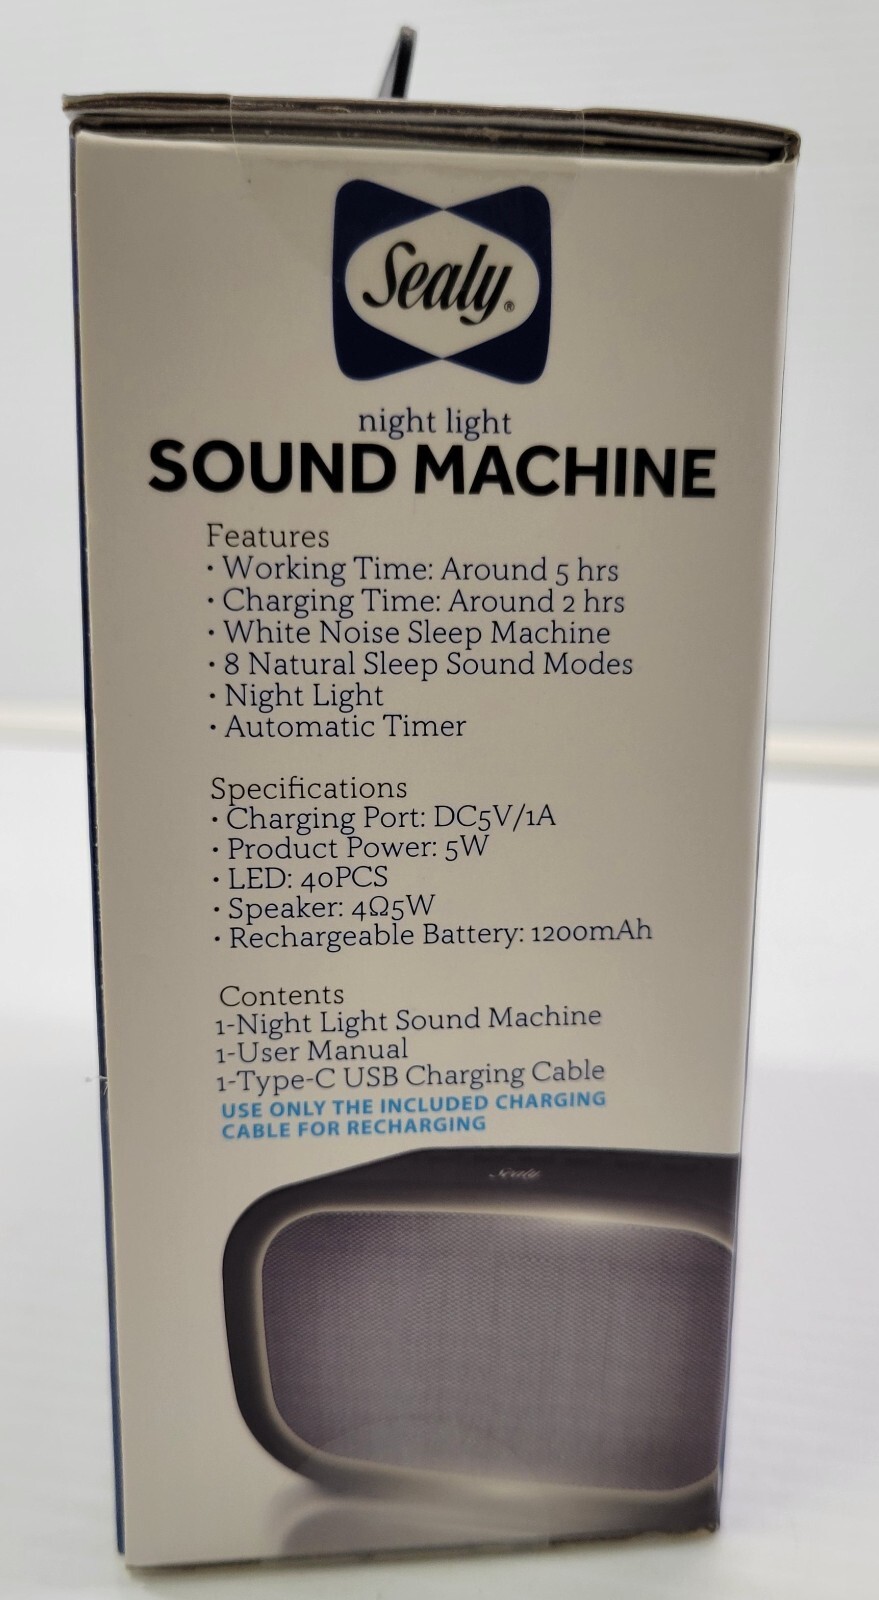 Sealy®
night light
SOUND MACHINE
Features
· Working Time: Around 5 hrs
· Charging Time: Around 2 hrs
· White Noise Sleep Machine
· 8 Natural Sleep Sound Modes
· Night Light
· Automatic Timer
Specifications
· Charging Port: DC5V/1A
· Product Power: 5W
· LED: 40PCS
· Speaker: 4Ω5W
· Rechargeable Battery: 1200mAh
Contents
1-Night Light Sound Machine
1-User Manual
1-Type-C USB Charging Cable
USE ONLY THE INCLUDED CHARGING
CABLE FOR RECHARGING
Sealy